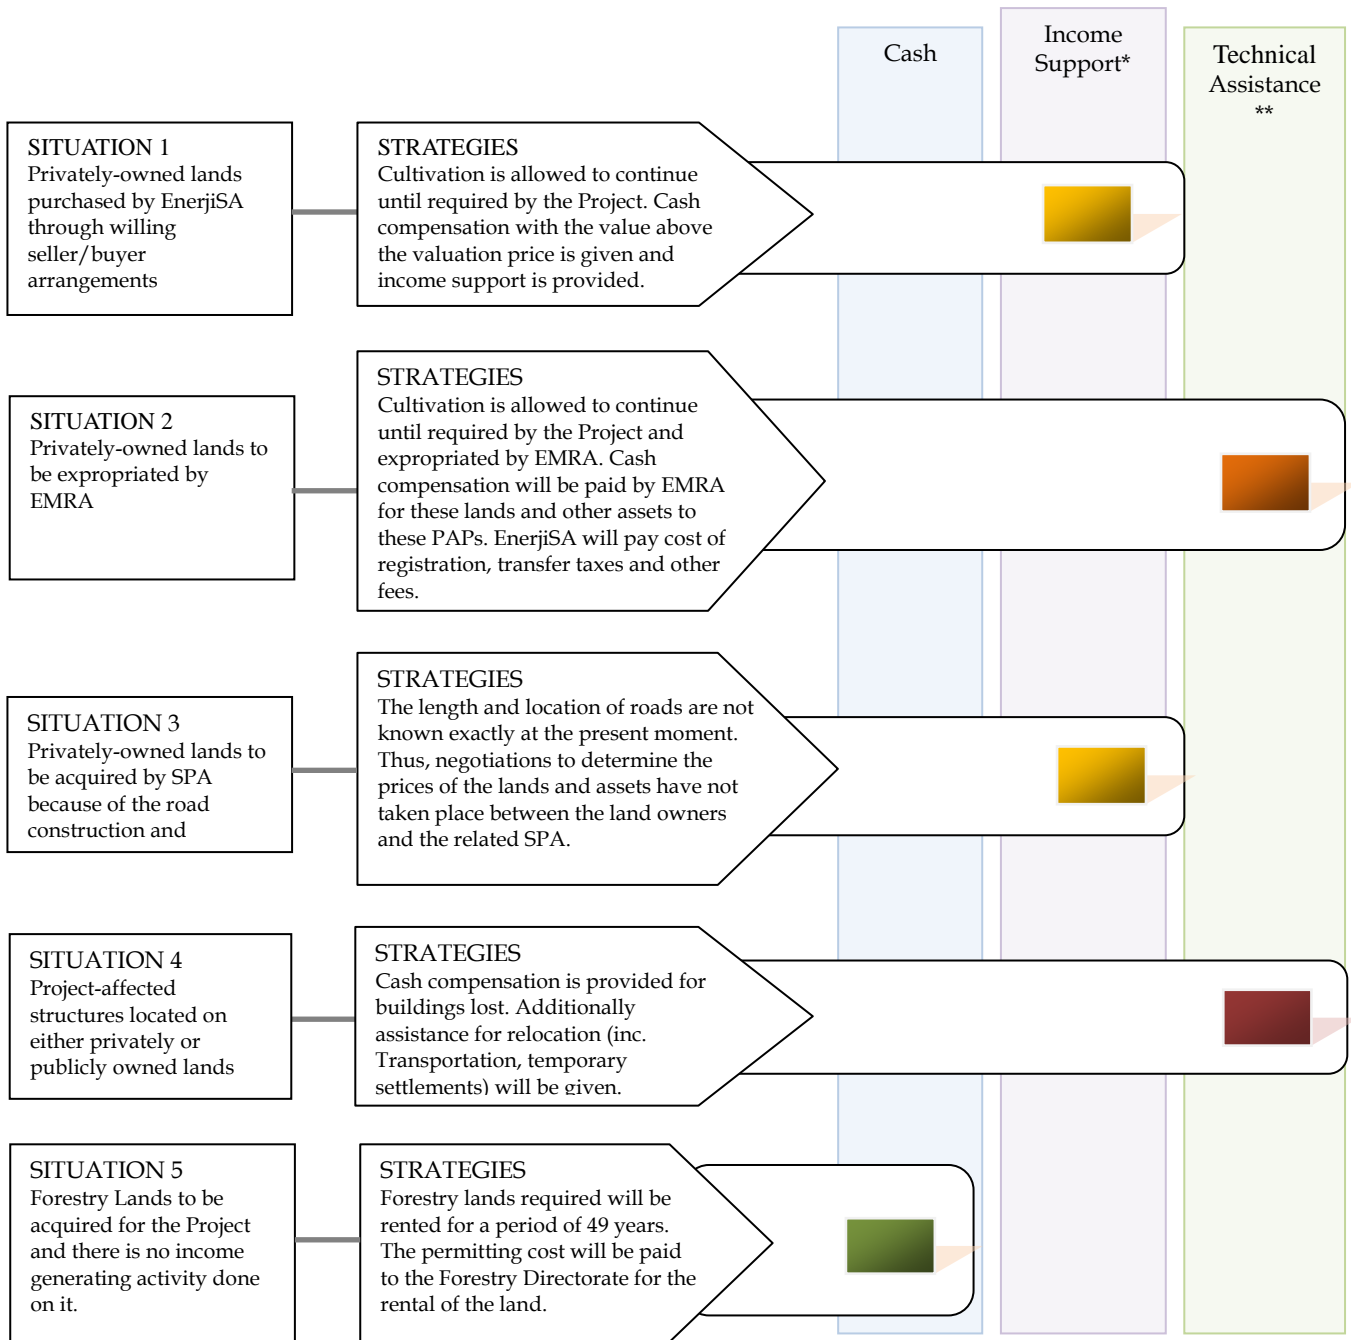 Cash
Income
Support*
Technical
Assistance
**
SITUATION 1
Privately-owned lands
purchased by EnerjiSA
through willing
seller/buyer
arrangements
STRATEGIES
Cultivation is allowed to continue
until required by the Project. Cash
compensation with the value above
the valuation price is given and
income support is provided.
SITUATION 2
Privately-owned lands to
be expropriated by
EMRA
STRATEGIES
Cultivation is allowed to continue
until required by the Project and
expropriated by EMRA. Cash
compensation will be paid by EMRA
for these lands and other assets to
these PAPs. EnerjiSA will pay cost of
registration, transfer taxes and other
fees.
SITUATION 3
Privately-owned lands to
be acquired by SPA
because of the road
construction and
STRATEGIES
The length and location of roads are not
known exactly at the present moment.
Thus, negotiations to determine the
prices of the lands and assets have not
taken place between the land owners
and the related SPA.
SITUATION 4
Project-affected
structures located on
either privately or
publicly owned lands
STRATEGIES
Cash compensation is provided for
buildings lost. Additionally
assistance for relocation (inc.
Transportation, temporary
settlements) will be given.
SITUATION 5
Forestry Lands to be
acquired for the Project
and there is no income
generating activity done
on it.
STRATEGIES
Forestry lands required will be
rented for a period of 49 years.
The permitting cost will be paid
to the Forestry Directorate for the
rental of the land.